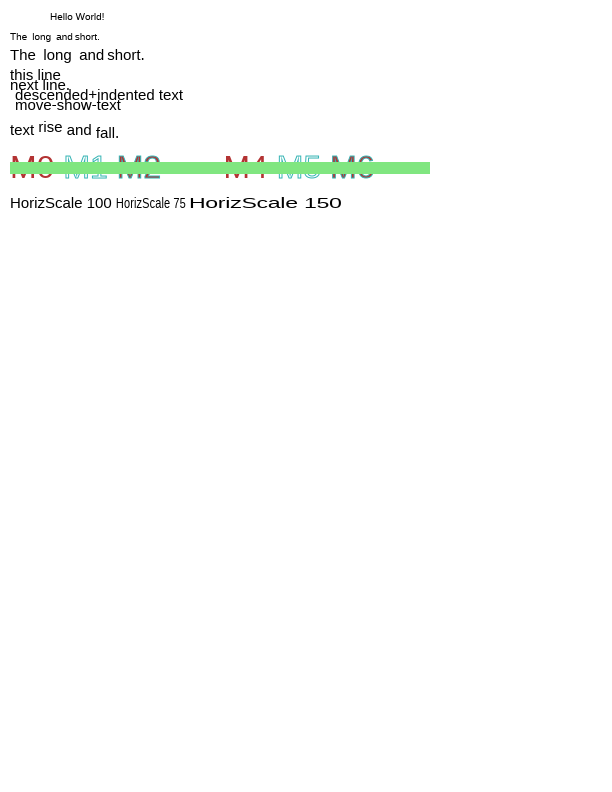 Hello World!
The long and short.
The long and short.
this line
next line.
descended+indented text
move-show-text
text rise and fall.
M0 M1 M2 M4 M5 M6
HorizScale 100 HorizScale 75 HorizScale 150